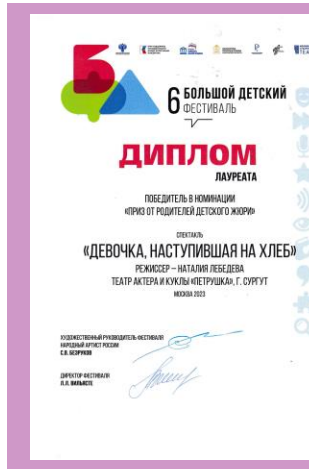 БД
6 БОЛЬШОЙ ДЕТСКИЙ
ФЕСТИВАЛЬ
ДИПЛОМ
ЛАУРЕАТА
ПОБЕДИТЕЛЬ В НОМИНАЦИИ
«ПРИЗ ОТ РОДИТЕЛЕЙ ДЕТСКОГО ЖЮРИ»
СПЕКТАКЛЬ
«ДЕВОЧКА, НАСТУПИВШАЯ НА ХЛЕБ»
РЕЖИССЕР – НАТАЛИЯ ЛЕБЕДЕВА
ТЕАТР АКТЕРА И КУКЛЫ «ПЕТРУШКА», Г. СУРГУТ
МОСКВА 2023
ХУДОЖЕСТВЕННЫЙ РУКОВОДИТЕЛЬ ФЕСТИВАЛЯ
НАРОДНЫЙ АРТИСТ РОССИИ
С.В. БЕЗРУКОВ
ДИРЕКТОР ФЕСТИВАЛЯ